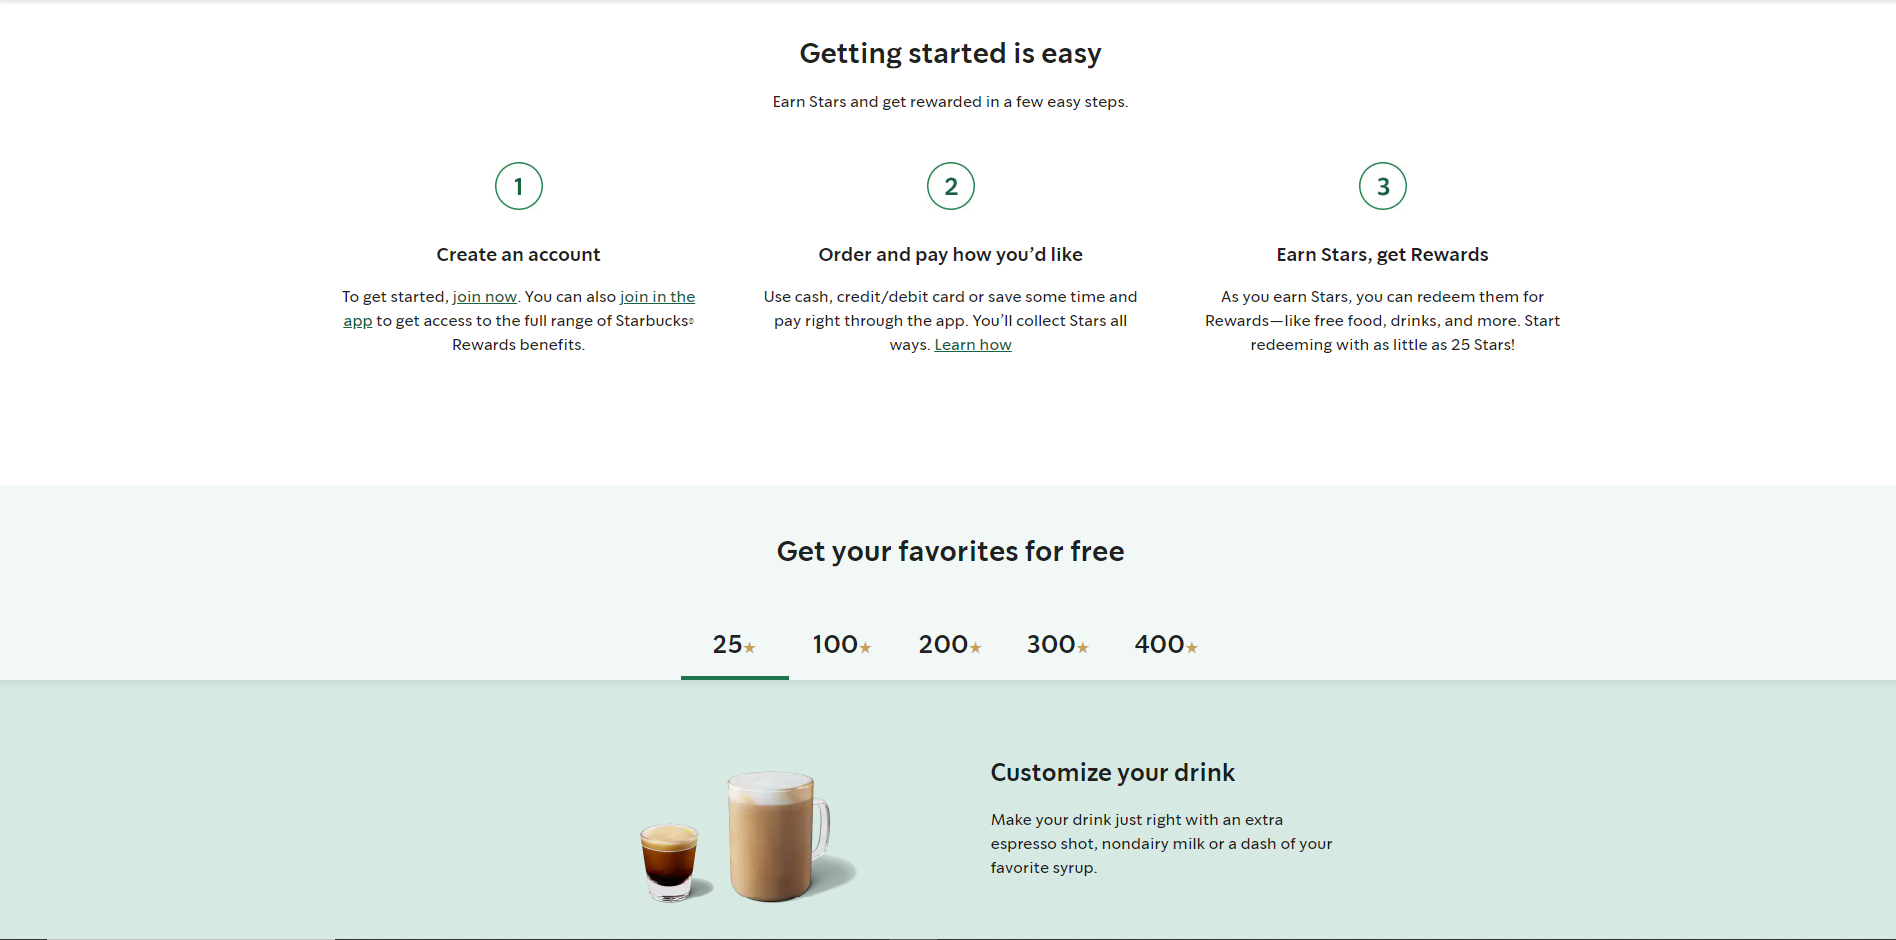 Getting started is easy
Earn Stars and get rewarded in a few easy steps.
1
Create an account
To get started, join now. You can also join in the
app to get access to the full range of Starbucks®
Rewards benefits.
2
Order and pay how you’d like
Use cash, credit/debit card or save some time and
pay right through the app. You’ll collect Stars all
ways. Learn how
3
Earn Stars, get Rewards
As you earn Stars, you can redeem them for
Rewards—like free food, drinks, and more. Start
redeeming with as little as 25 Stars!
Get your favorites for free
25★ 100★ 200★ 300★ 400★
Customize your drink
Make your drink just right with an extra
espresso shot, nondairy milk or a dash of your
favorite syrup.